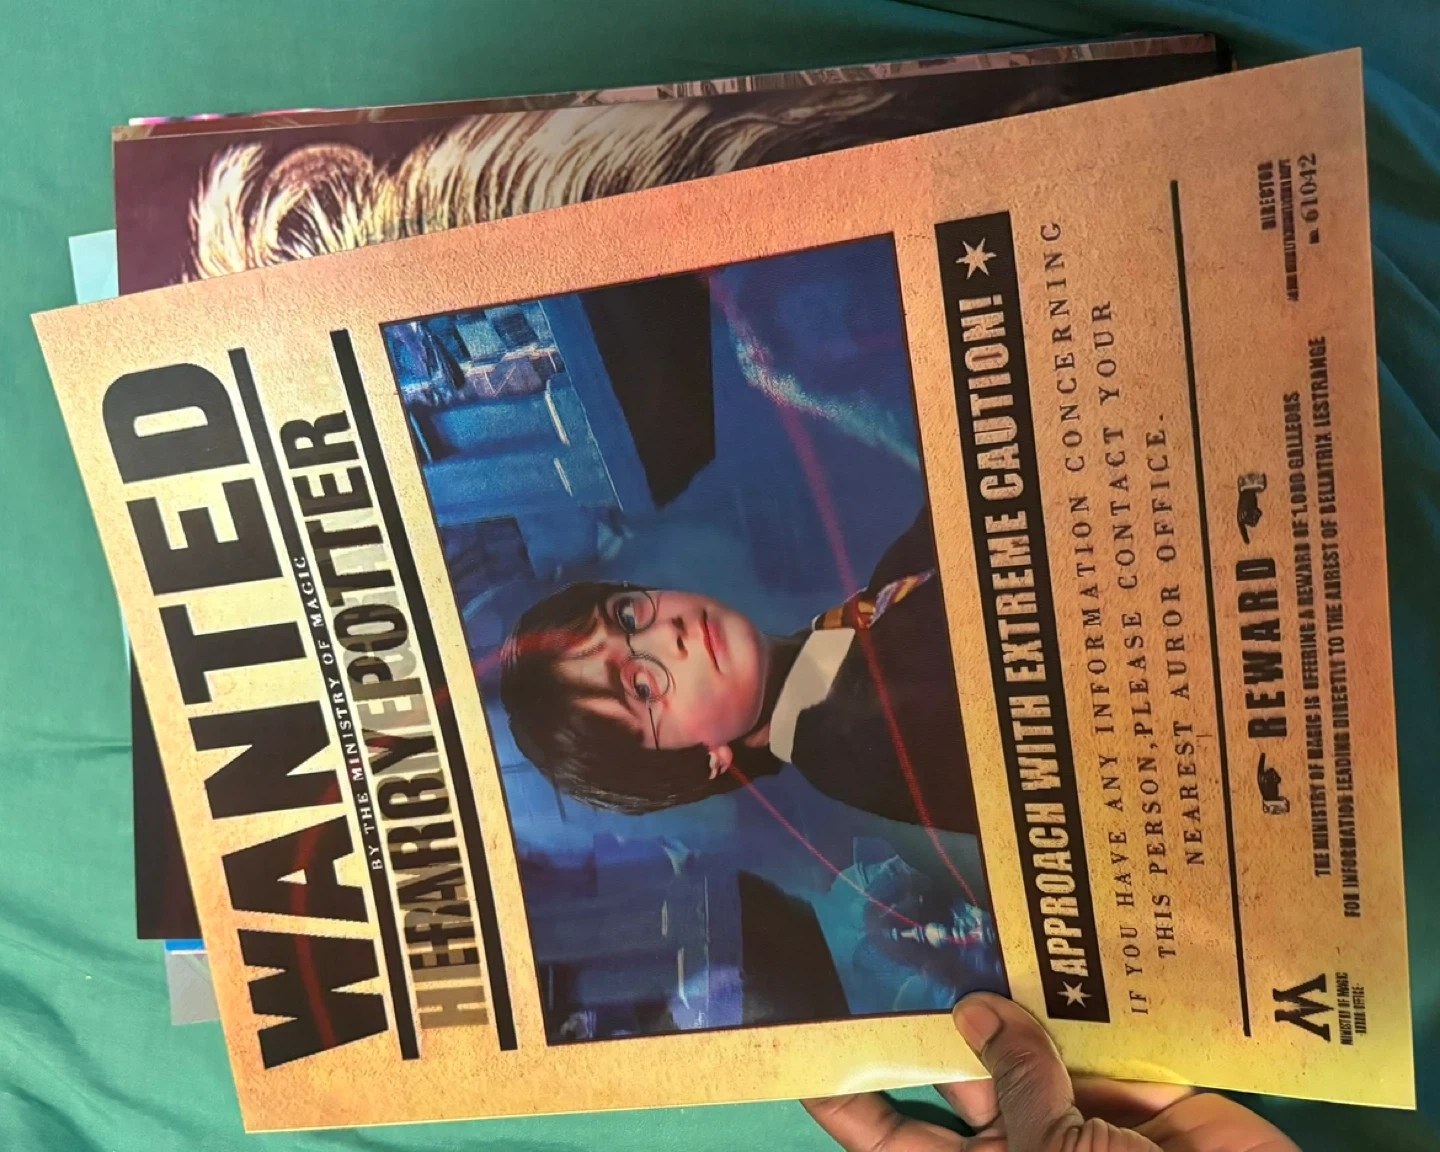 WANTED
BY THE MINISTRY OF MAGIC
HARRY POTTER
APPROACH WITH EXTREME CAUTION!
IF YOU HAVE ANY INFORMATION CONCERNING
THIS PERSON,PLEASE CONTACT YOUR
NEAREST AUROR OFFICE.
REWARD
THE MINISTRY OF MAGIC IS OFFERING A REWARD OF 1.000 GALLEONS
FOR INFORMATION LEADING DIRECTLY TO THE ARREST OF BELLATRIX LESTRANGE
M
MINISTRY OF MAGIC
DIRECTOR
No. 61042